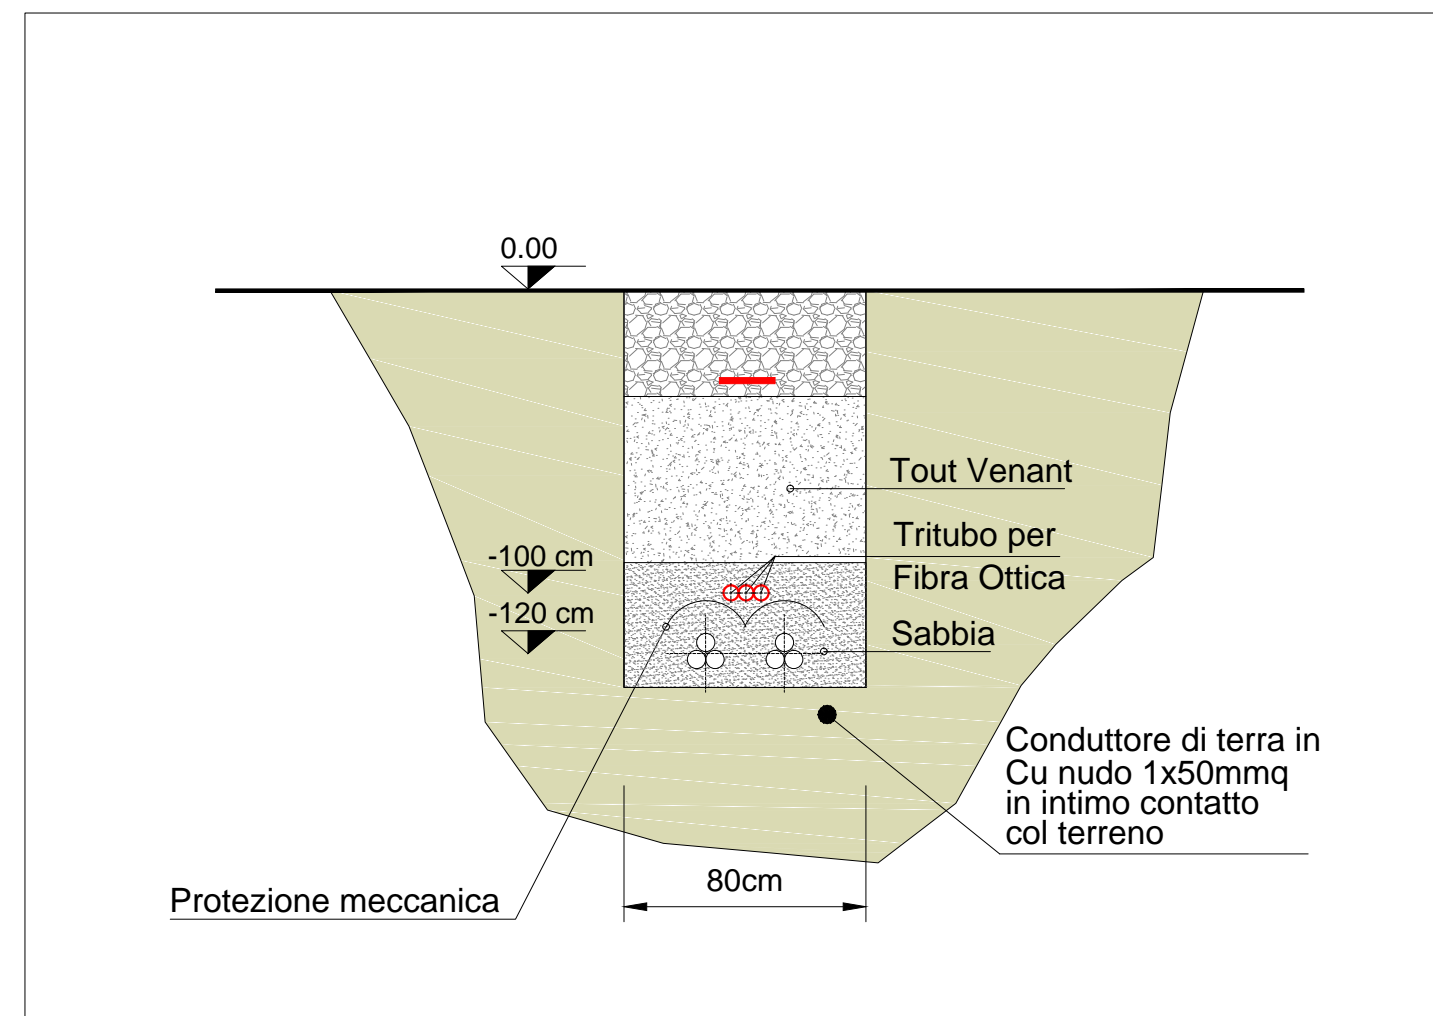 0.00
Tout Venant
Tritubo per
Fibra Ottica
-100 cm
-120 cm
Sabbia
Conduttore di terra in
Cu nudo 1x50mmq
in intimo contatto
col terreno
80cm
Protezione meccanica